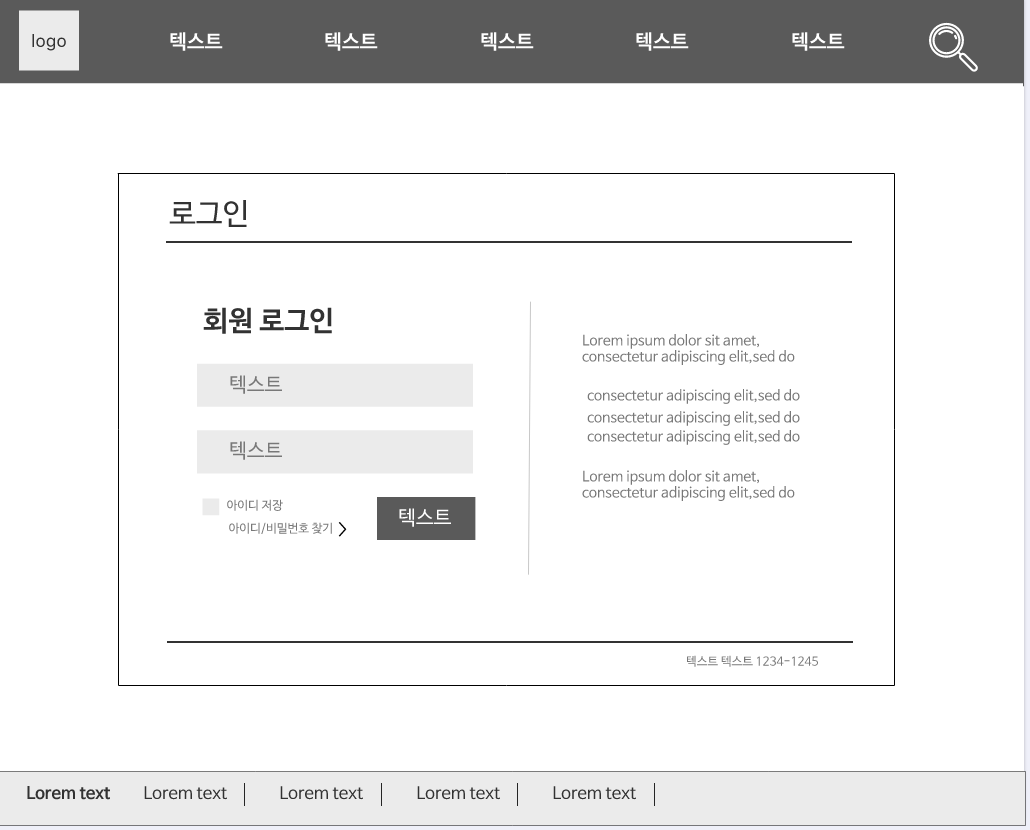 logo 텍스트 텍스트 텍스트 텍스트 텍스트
로그인
회원 로그인
텍스트
텍스트
아이디 저장
아이디/비밀번호 찾기
텍스트
Lorem ipsum dolor sit amet,
consectetur adipiscing elit,sed do
consectetur adipiscing elit,sed do
consectetur adipiscing elit,sed do
consectetur adipiscing elit,sed do
Lorem ipsum dolor sit amet,
consectetur adipiscing elit,sed do
텍스트 텍스트 1234-1245
Lorem text Lorem text Lorem text Lorem text Lorem text